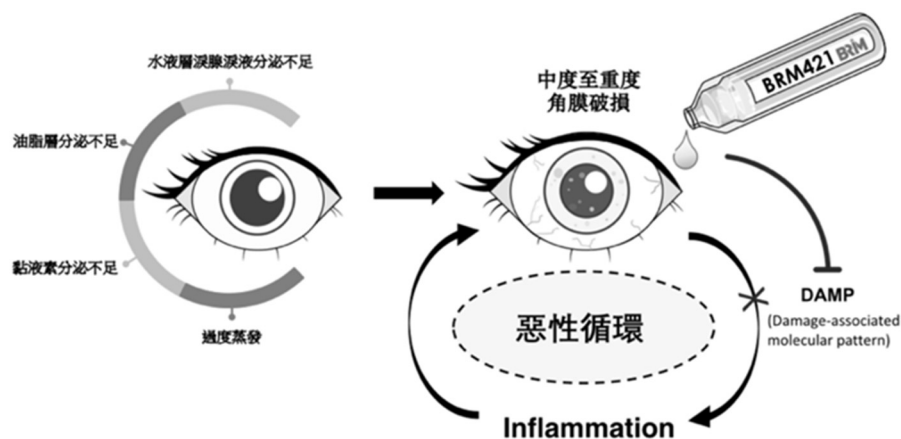 水液層淚腺淚液分泌不足
油脂層分泌不足
黏液素分泌不足
過度蒸發
中度至重度
角膜破損
BRM421 BRIM
DAMP
(Damage-associated
molecular pattern)
惡性循環
Inflammation